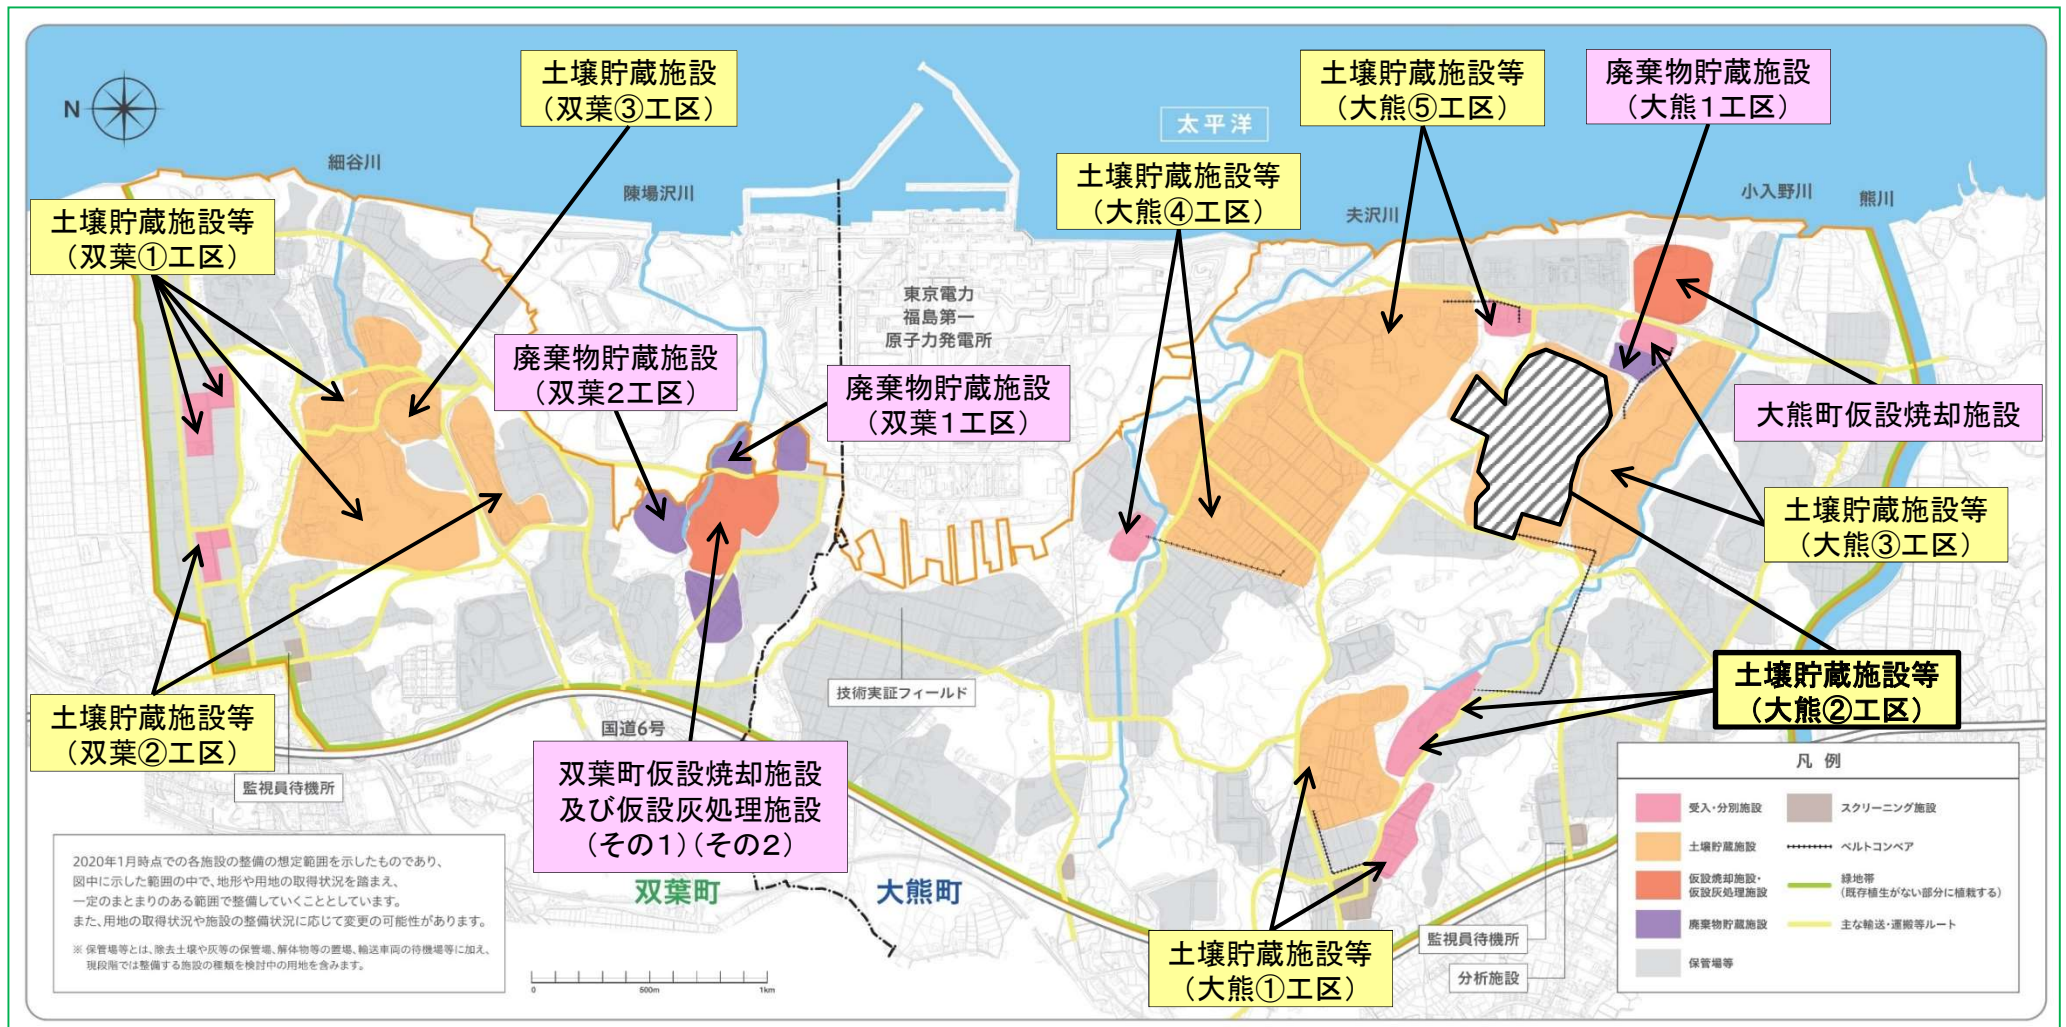 土壌貯蔵施設
（双葉③工区）
土壌貯蔵施設等
（大熊⑤工区）
廃棄物貯蔵施設
（大熊1工区）
N
太平洋
細谷川
陳場沢川
土壌貯蔵施設等
（大熊④工区）
夫沢川
小入野川
熊川
土壌貯蔵施設等
（双葉①工区）
東京電力
福島第一
原子力発電所
廃棄物貯蔵施設
（双葉2工区）
廃棄物貯蔵施設
（双葉1工区）
大熊町仮設焼却施設
土壌貯蔵施設等
（大熊③工区）
技術実証フィールド
土壌貯蔵施設等
（大熊②工区）
土壌貯蔵施設等
（双葉②工区）
国道6号
監視員待機所
双葉町仮設焼却施設
及び仮設灰処理施設
（その1）（その2）
双葉町
大熊町
土壌貯蔵施設等
（大熊①工区）
監視員待機所
分析施設
2020年1月時点での各施設の整備の想定範囲を示したものであり、
図中に示した範囲の中で、地形や用地の取得状況を踏まえ、
一定のまとまりのある範囲で整備していくこととしています。
また、用地の取得状況や施設の整備状況に応じて変更の可能性があります。
※ 保管場等とは、除去土壌や灰等の保管場、解体物等の置場、輸送車両の待機場等に加え、
現段階では整備する施設の種類を検討中の用地を含みます。
0 500m 1km
凡例
受入・分別施設
スクリーニング施設
土壌貯蔵施設
ベルトコンベア
仮設焼却施設・
仮設灰処理施設
緑地帯
（既存植生がない部分に植栽する）
廃棄物貯蔵施設
主な輸送・運搬等ルート
保管場等